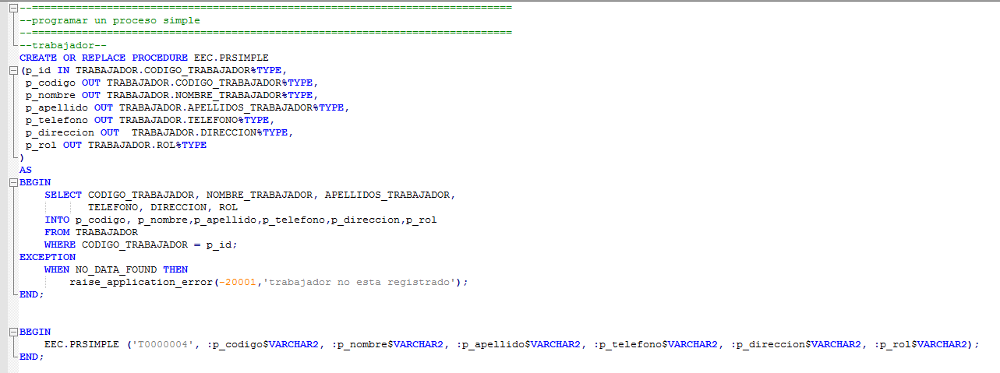 --=============================================================================
--programar un proceso simple
--=============================================================================
--trabajador--
CREATE OR REPLACE PROCEDURE EEC.PRSIMPLE
(p_id IN TRABAJADOR.CODIGO_TRABAJADOR%TYPE,
 p_codigo OUT TRABAJADOR.CODIGO_TRABAJADOR%TYPE,
 p_nombre OUT TRABAJADOR.NOMBRE_TRABAJADOR%TYPE,
 p_apellido OUT TRABAJADOR.APELLIDOS_TRABAJADOR%TYPE,
 p_telefono OUT TRABAJADOR.TELEFONO%TYPE,
 p_direccion OUT  TRABAJADOR.DIRECCION%TYPE,
 p_rol OUT TRABAJADOR.ROL%TYPE
)
AS
BEGIN
    SELECT CODIGO_TRABAJADOR, NOMBRE_TRABAJADOR, APELLIDOS_TRABAJADOR,
           TELEFONO, DIRECCION, ROL
    INTO p_codigo, p_nombre,p_apellido,p_telefono,p_direccion,p_rol
    FROM TRABAJADOR
    WHERE CODIGO_TRABAJADOR = p_id;
EXCEPTION
    WHEN NO_DATA_FOUND THEN
        raise_application_error(-20001,'trabajador no esta registrado');
END;
BEGIN
    EEC.PRSIMPLE ('T0000004', :p_codigo$VARCHAR2, :p_nombre$VARCHAR2, :p_apellido$VARCHAR2, :p_telefono$VARCHAR2, :p_direccion$VARCHAR2, :p_rol$VARCHAR2);
END;